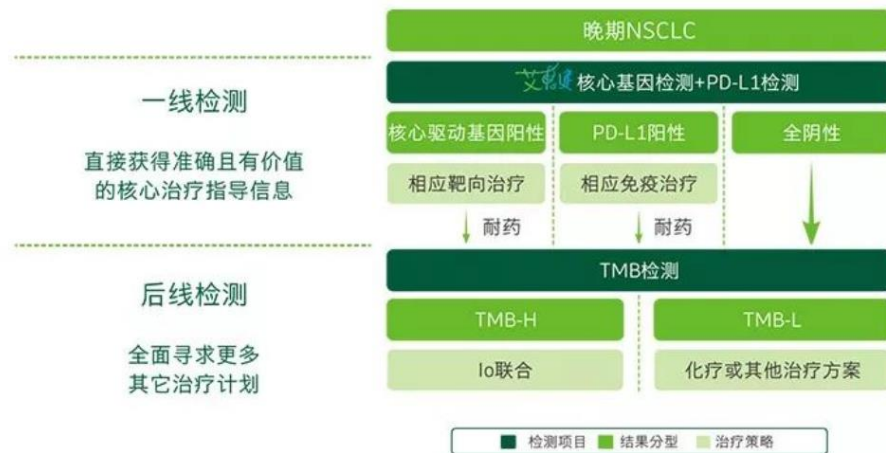 晚期NSCLC
一线检测
直接获得准确且有价值
的核心治疗指导信息
艾惠健 核心基因检测+PD-L1检测
核心驱动基因阳性
PD-L1阳性
全阴性
相应靶向治疗
相应免疫治疗
耐药
耐药
后线检测
全面寻求更多
其它治疗计划
TMB检测
TMB-H
TMB-L
Io联合
化疗或其他治疗方案
检测项目
结果分型
治疗策略